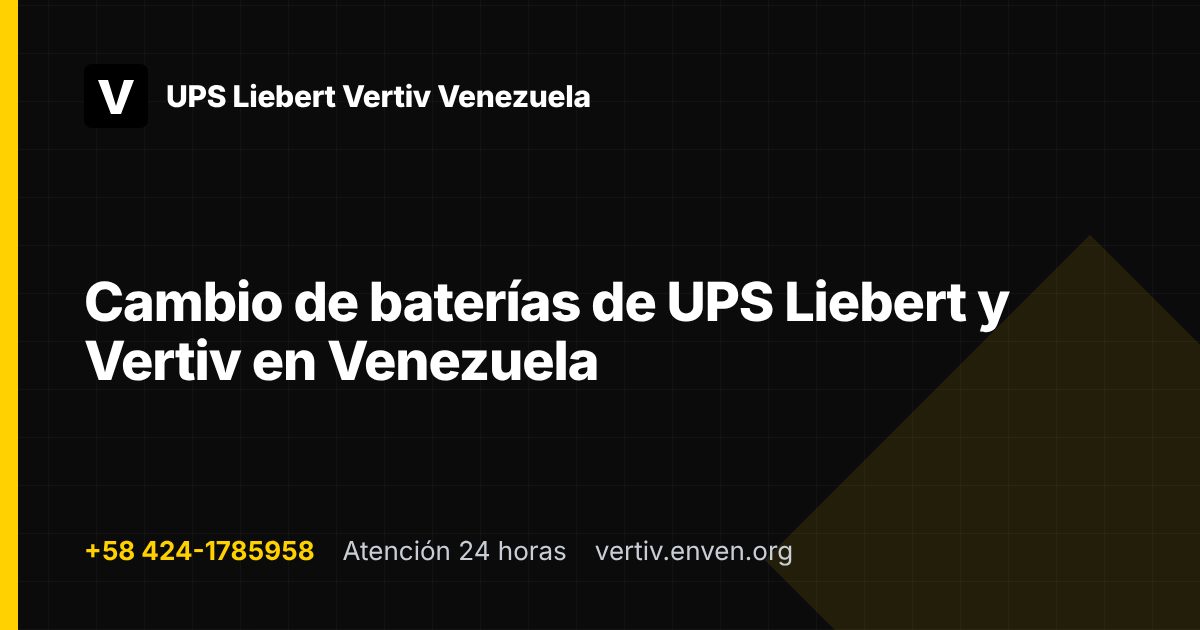 V UPS Liebert Vertiv Venezuela
Cambio de baterías de UPS Liebert y
Vertiv en Venezuela
+58 424-1785958 Atención 24 horas vertiv.enven.org